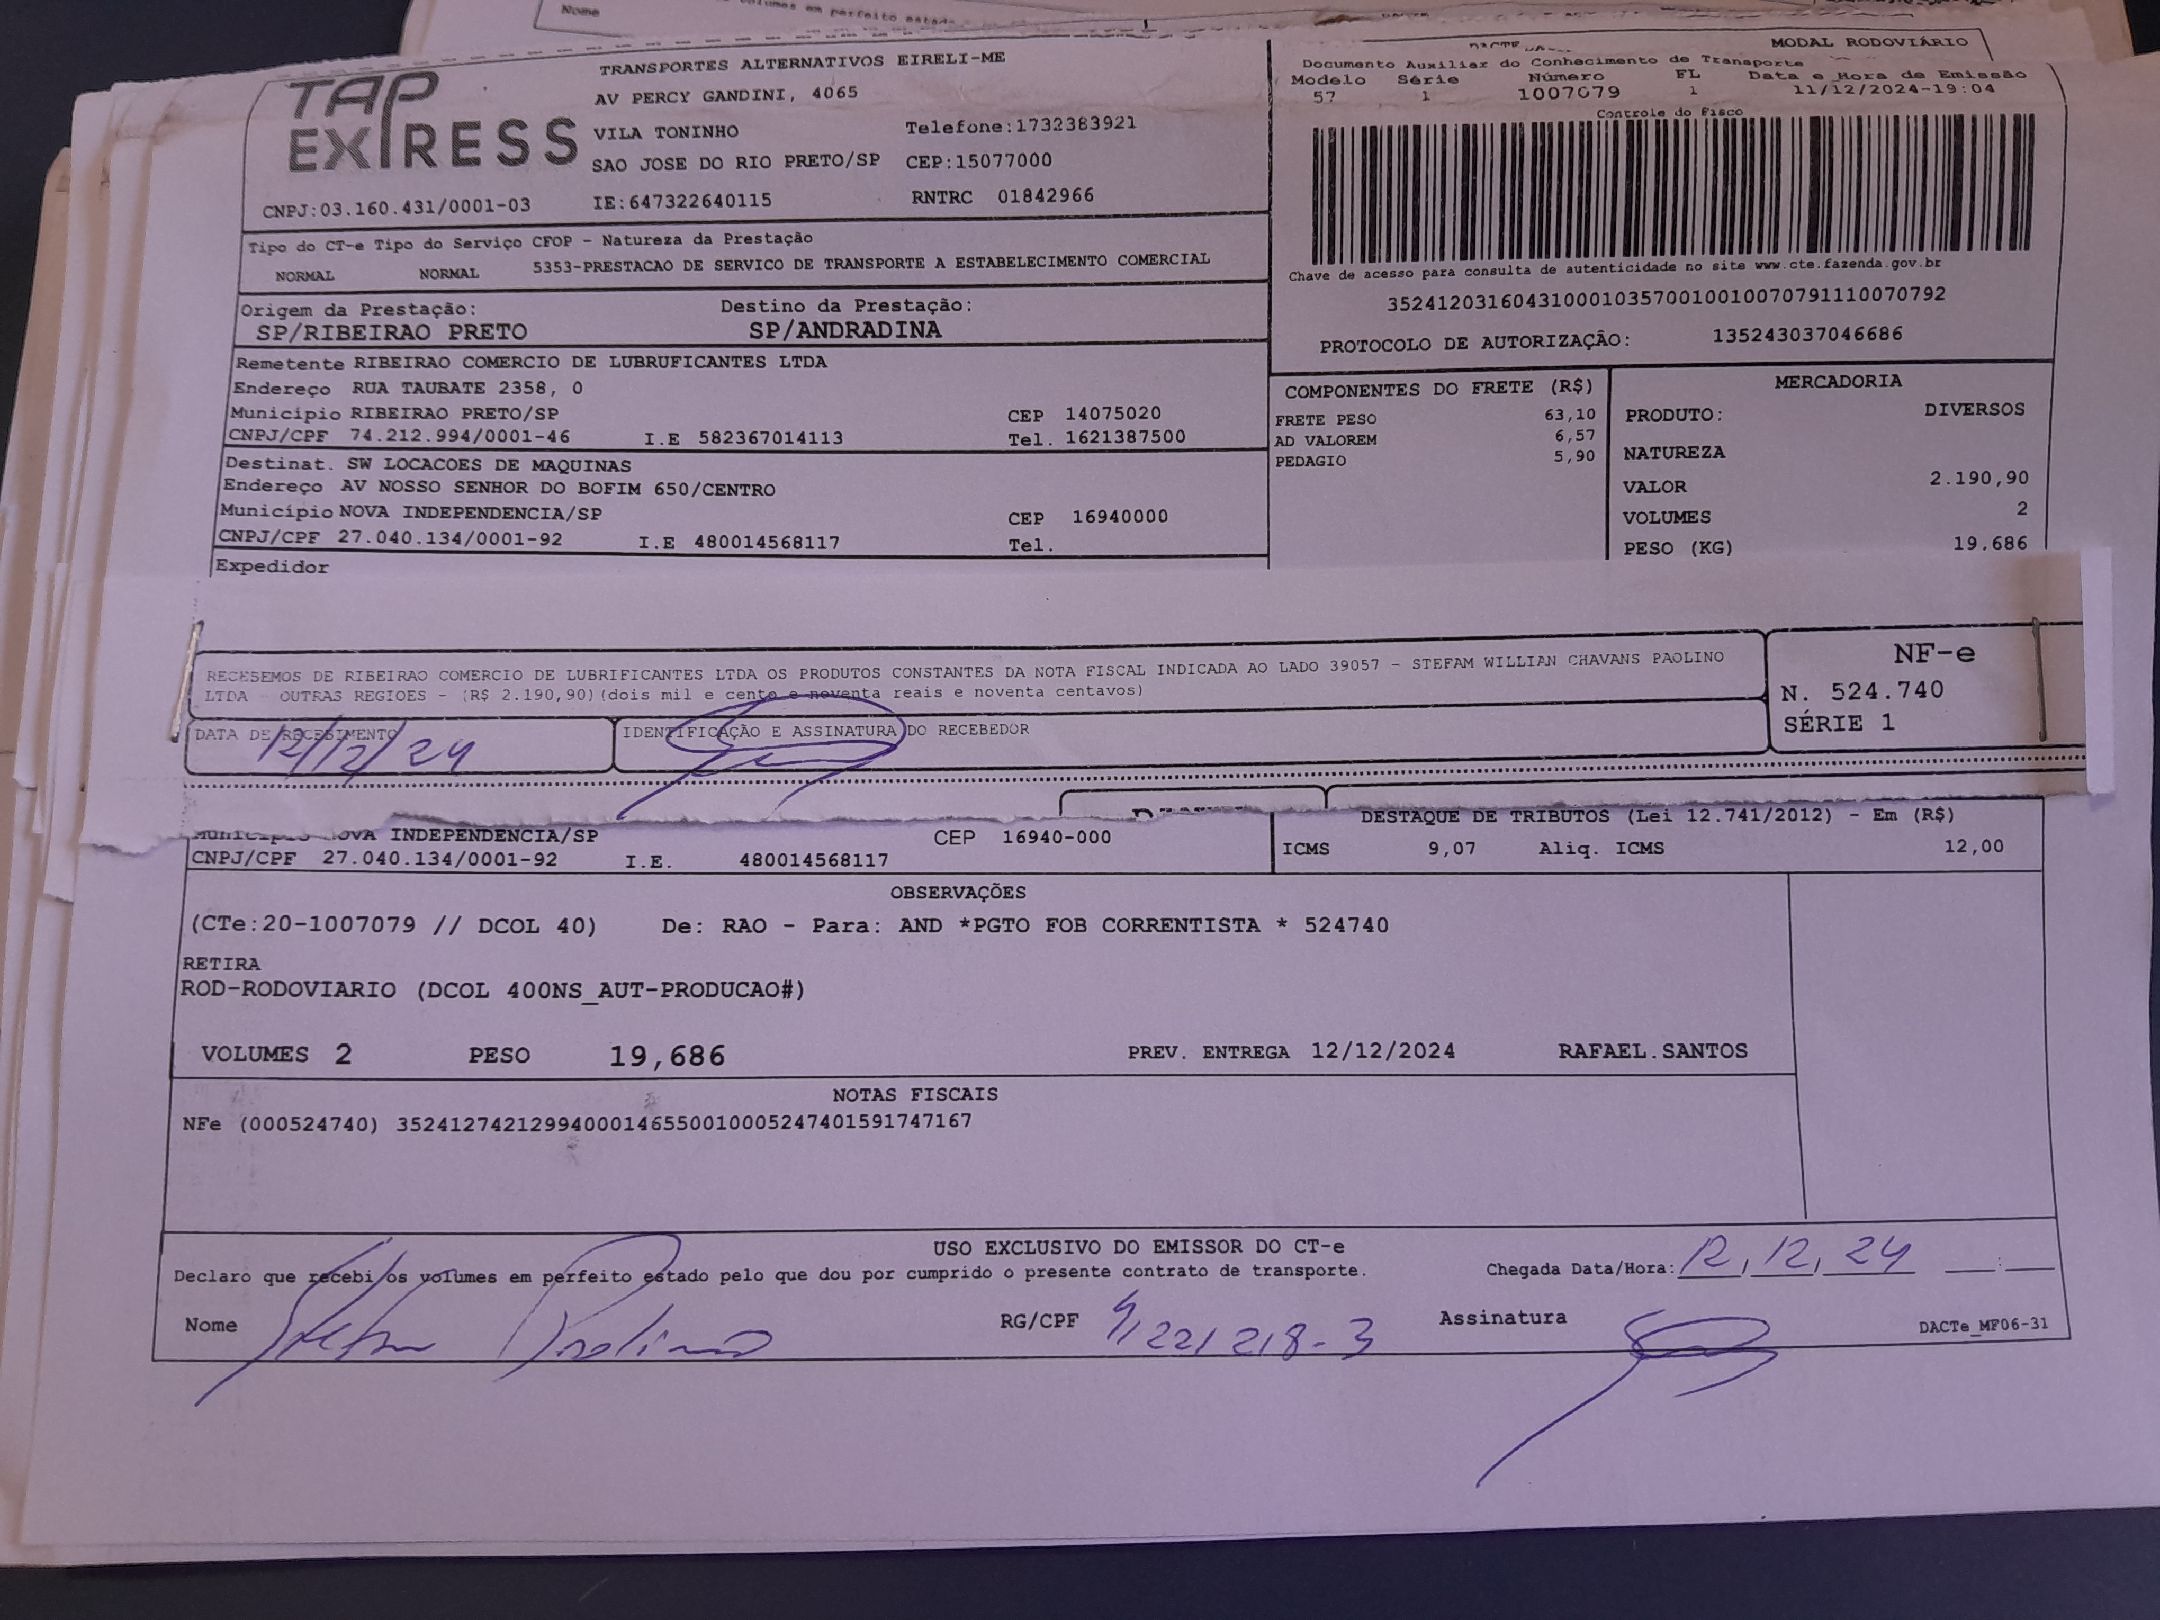 Nome
volumes em perfeito estado
TAP EXPRESS
TRANSPORTES ALTERNATIVOS EIRELI-ME
AV PERCY GANDINI, 4065
VILA TONINHO Telefone:1732383921
SAO JOSE DO RIO PRETO/SP CEP:15077000
CNPJ:03.160.431/0001-03 IE:647322640115 RNTRC 01842966
MODAL RODOVIÁRIO
Documento Auxiliar do Conhecimento de Transporte
Modelo Série Número FL Data e Hora de Emissão
57 1 1007079 1 11/12/2024-19:04
Controle do Fisco
Chave de acesso para consulta de autenticidade no site www.cte.fazenda.gov.br
35241203160431000103570010010070791110070792
PROTOCOLO DE AUTORIZAÇÃO: 135243037046686
Tipo do CT-e Tipo do Serviço CFOP - Natureza da Prestação
NORMAL NORMAL 5353-PRESTACAO DE SERVICO DE TRANSPORTE A ESTABELECIMENTO COMERCIAL
Origem da Prestação: Destino da Prestação:
SP/RIBEIRAO PRETO SP/ANDRADINA
Remetente RIBEIRAO COMERCIO DE LUBRUFICANTES LTDA
Endereço RUA TAUBATE 2358, 0
Município RIBEIRAO PRETO/SP CEP 14075020
CNPJ/CPF 74.212.994/0001-46 I.E 582367014113 Tel. 1621387500
Destinat. SW LOCACOES DE MAQUINAS
Endereço AV NOSSO SENHOR DO BOFIM 650/CENTRO
Município NOVA INDEPENDENCIA/SP CEP 16940000
CNPJ/CPF 27.040.134/0001-92 I.E 480014568117 Tel.
Expedidor
COMPONENTES DO FRETE (R$)
FRETE PESO 63,10
AD VALOREM 6,57
PEDAGIO 5,90
MERCADORIA
PRODUTO: DIVERSOS
NATUREZA
VALOR 2.190,90
VOLUMES 2
PESO (KG) 19,686
RECEBEMOS DE RIBEIRAO COMERCIO DE LUBRIFICANTES LTDA OS PRODUTOS CONSTANTES DA NOTA FISCAL INDICADA AO LADO 39057 - STEFAM WILLIAN CHAVANS PAOLINO
LTDA - OUTRAS REGIOES - (R$ 2.190,90)(dois mil e cento e noventa reais e noventa centavos)
DATA DE RECEBIMENTO IDENTIFICAÇÃO E ASSINATURA DO RECEBEDOR
12/12/24
NF-e
N. 524.740
SÉRIE 1
Município NOVA INDEPENDENCIA/SP CEP 16940-000
CNPJ/CPF 27.040.134/0001-92 I.E. 480014568117
DESTAQUE DE TRIBUTOS (Lei 12.741/2012) - Em (R$)
ICMS 9,07 Aliq. ICMS 12,00
OBSERVAÇÕES
(CTe:20-1007079 // DCOL 40) De: RAO - Para: AND *PGTO FOB CORRENTISTA * 524740
RETIRA
ROD-RODOVIARIO (DCOL 400NS_AUT-PRODUCAO#)
VOLUMES 2 PESO 19,686 PREV. ENTREGA 12/12/2024 RAFAEL.SANTOS
NOTAS FISCAIS
NFe (000524740) 35241274212994000146550010005247401591747167
USO EXCLUSIVO DO EMISSOR DO CT-e
Declaro que recebi os volumes em perfeito estado pelo que dou por cumprido o presente contrato de transporte. Chegada Data/Hora: 12, 12, 24 :
Nome Stefan Paolino RG/CPF 41221218-3 Assinatura
DACTe_MF06-31